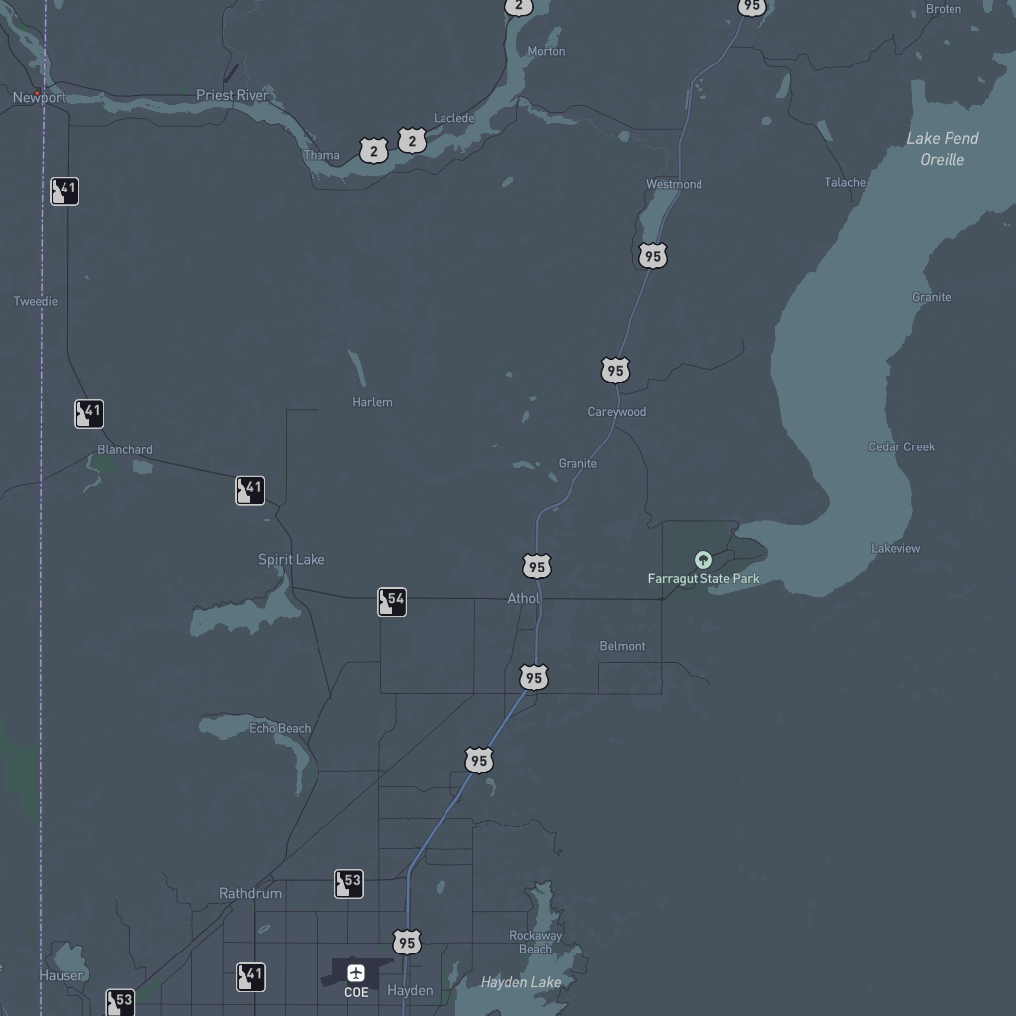 2
95
Broten
Morton
Newport
Priest River
Laclede
Lake Pend
Oreille
2
2
Thama
41
Westmond
Talache
95
Tweedie
Granite
95
41
Harlem
Careywood
Blanchard
Cedar Creek
Granite
41
Lakeview
Spirit Lake
95
Farragut State Park
54
Athol
Belmont
95
Echo Beach
95
53
Rathdrum
95
Rockaway
Beach
Hauser
41
COE
Hayden
Hayden Lake
53